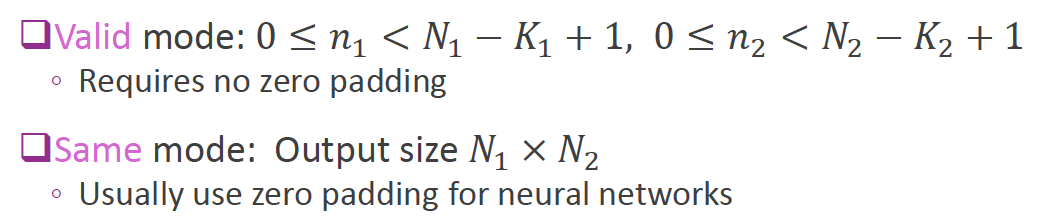 ❑Valid mode: 0 ≤ n₁ < N₁ − K₁ + 1, 0 ≤ n₂ < N₂ − K₂ + 1
◦ Requires no zero padding
❑Same mode: Output size N₁ × N₂
◦ Usually use zero padding for neural networks